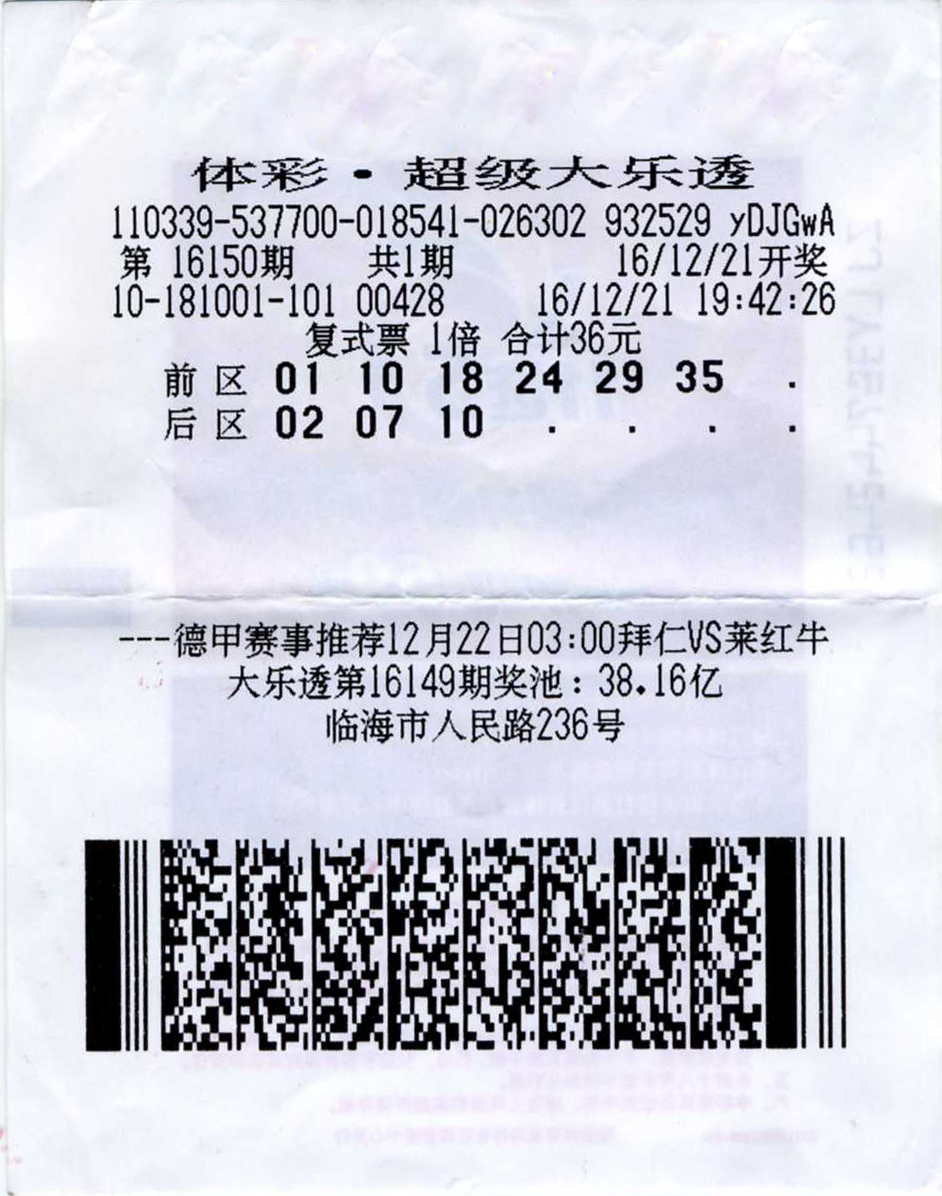 体彩·超级大乐透
110339-537700-018541-026302 932529 yDJGwA
第 16150期 共1期 16/12/21开奖
10-181001-101 00428 16/12/21 19:42:26
复式票 1倍 合计36元
前 区 01 10 18 24 29 35 .
后 区 02 07 10 . . . .
---德甲赛事推荐12月22日03:00拜仁VS莱红牛
大乐透第16149期奖池:38.16亿
临海市人民路236号